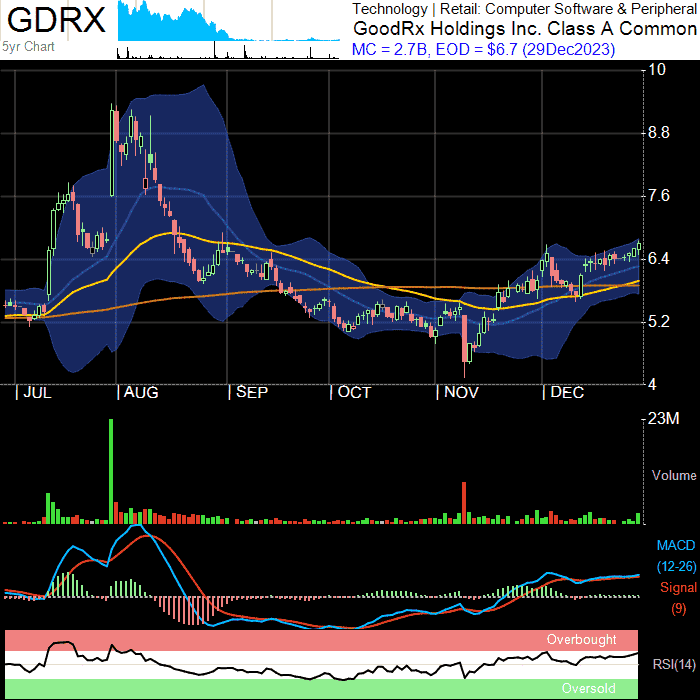 GDRX
5yr Chart
Technology | Retail: Computer Software & Peripheral
GoodRx Holdings Inc. Class A Common
MC = 2.7B, EOD = $6.7 (29Dec2023)
10
8.8
7.6
6.4
5.2
4
JUL AUG SEP OCT NOV DEC
23M
Volume
MACD
(12-26)
Signal
(9)
Overbought
RSI(14)
Oversold